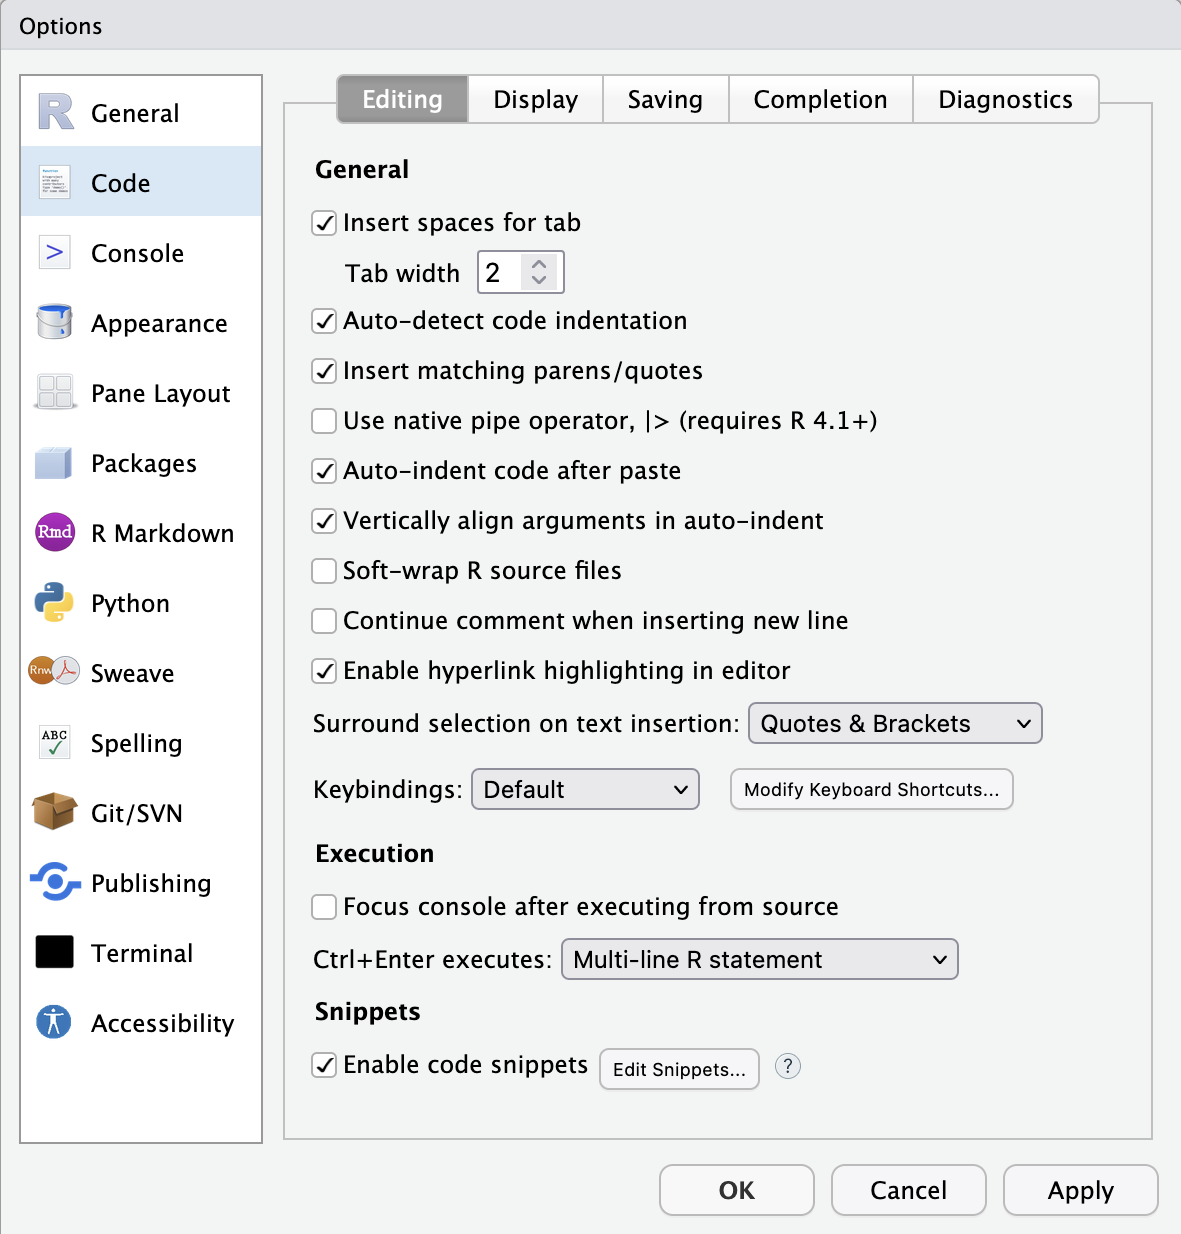 Options
General
Code
Console
Appearance
Pane Layout
Packages
Rmd R Markdown
Python
Rnw Sweave
ABC Spelling
Git/SVN
Publishing
Terminal
Accessibility
Editing Display Saving Completion Diagnostics
General
Insert spaces for tab
Tab width 2
Auto-detect code indentation
Insert matching parens/quotes
Use native pipe operator, |> (requires R 4.1+)
Auto-indent code after paste
Vertically align arguments in auto-indent
Soft-wrap R source files
Continue comment when inserting new line
Enable hyperlink highlighting in editor
Surround selection on text insertion: Quotes & Brackets
Keybindings: Default Modify Keyboard Shortcuts...
Execution
Focus console after executing from source
Ctrl+Enter executes: Multi-line R statement
Snippets
Enable code snippets Edit Snippets... ?
OK Cancel Apply